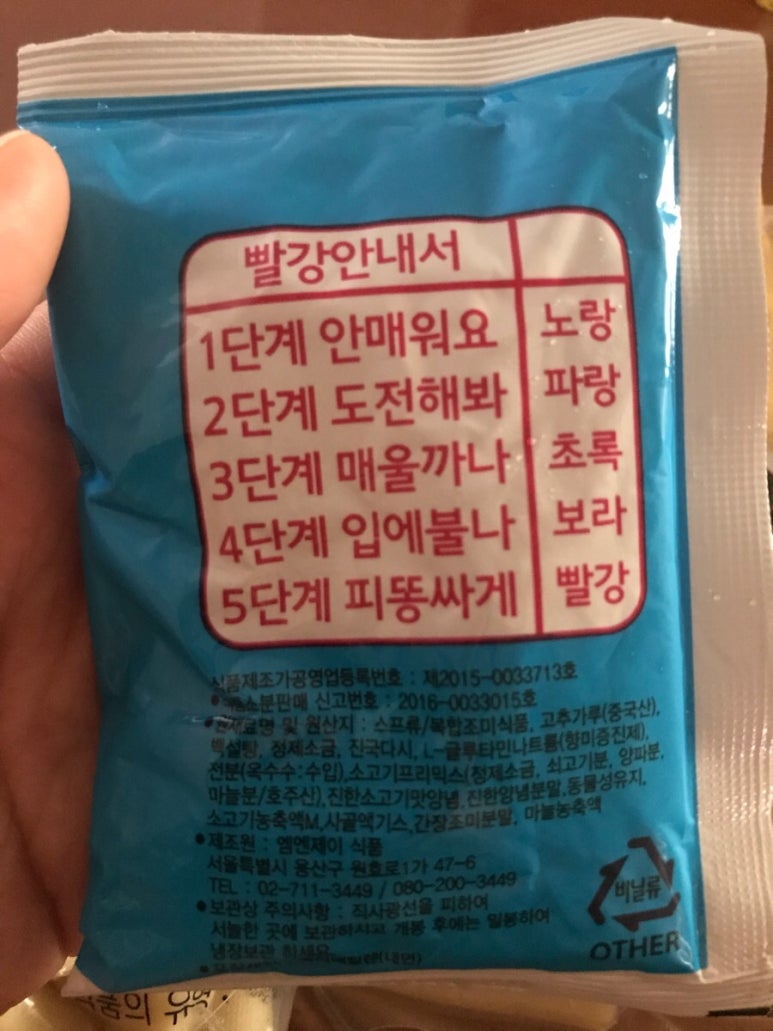 빨강안내서
1단계 안매워요 노랑
2단계 도전해봐 파랑
3단계 매울까나 초록
4단계 입에불나 보라
5단계 피똥싸게 빨강
식품제조가공영업등록번호 : 제2015-0033713호
소분판매 신고번호 : 2016-0033015호
•원재료명 및 원산지 : 스프류/복합조미식품, 고추가루(중국산),
백설탕, 정제소금, 진국다시, L-글루타민나트륨(향미증진제),
전분(옥수수:수입),소고기프리믹스(정제소금, 쇠고기분, 양파분,
마늘분/호주산),진한소기맛양념,진한양념분말,동물성유지,
소고기농축액M,사골액기스,간장조미분말, 마늘농축액
•제조원 : 엠엔제이 식품
서울특별시 용산구 원효로1가 47-6
TEL : 02-711-3449 / 080-200-3449
•보관상 주의사항 : 직사광선을 피하여
서늘한 곳에 보관하시고 개봉 후에는 밀봉하여
냉장보관 하세요
비닐류
OTHER